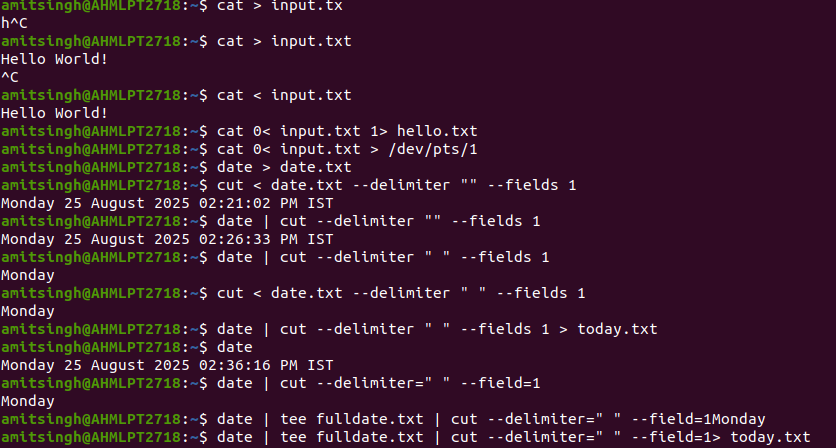 amitsingh@AHMLPT2718:~$ cat > input.tx
h^C
amitsingh@AHMLPT2718:~$ cat > input.txt
Hello World!
^C
amitsingh@AHMLPT2718:~$ cat < input.txt
Hello World!
amitsingh@AHMLPT2718:~$ cat 0< input.txt 1> hello.txt
amitsingh@AHMLPT2718:~$ cat 0< input.txt > /dev/pts/1
amitsingh@AHMLPT2718:~$ date > date.txt
amitsingh@AHMLPT2718:~$ cut < date.txt --delimiter "" --fields 1
Monday 25 August 2025 02:21:02 PM IST
amitsingh@AHMLPT2718:~$ date | cut --delimiter "" --fields 1
Monday 25 August 2025 02:26:33 PM IST
amitsingh@AHMLPT2718:~$ date | cut --delimiter " " --fields 1
Monday
amitsingh@AHMLPT2718:~$ cut < date.txt --delimiter " " --fields 1
Monday
amitsingh@AHMLPT2718:~$ date | cut --delimiter " " --fields 1 > today.txt
amitsingh@AHMLPT2718:~$ date
Monday 25 August 2025 02:36:16 PM IST
amitsingh@AHMLPT2718:~$ date | cut --delimiter=" " --field=1
Monday
amitsingh@AHMLPT2718:~$ date | tee fulldate.txt | cut --delimiter=" " --field=1Monday
amitsingh@AHMLPT2718:~$ date | tee fulldate.txt | cut --delimiter=" " --field=1> today.txt